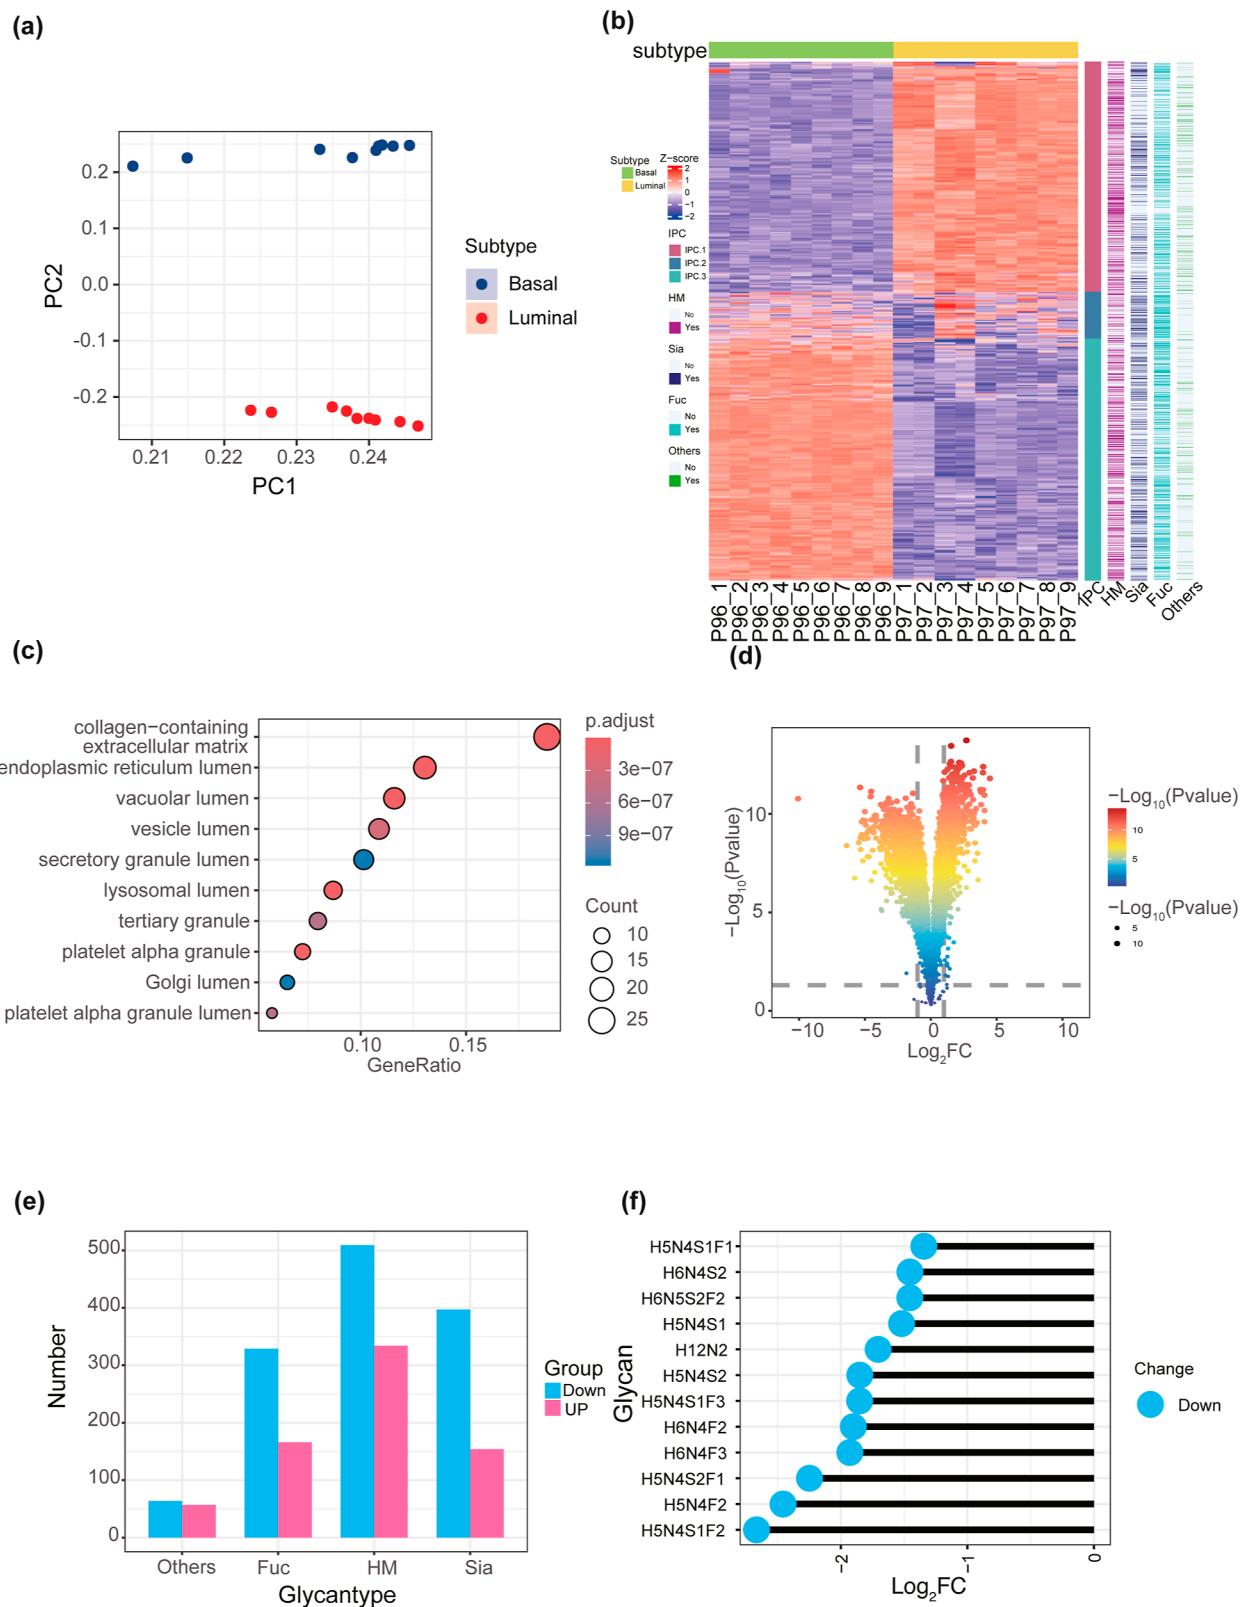 (a)
0.2
0.1
0.0
-0.1
-0.2
PC2
0.21 0.22 0.23 0.24
PC1
Subtype
Basal
Luminal
(b)
subtype
Subtype
Basal
Luminal
Z-score
2
1
0
−1
−2
IPC
IPC.1
IPC.2
IPC.3
HM
No
Yes
Sia
No
Yes
Fuc
No
Yes
Others
No
Yes
P96_1
P96_2
P96_3
P96_4
P96_5
P96_6
P96_7
P96_8
P96_9
P97_1
P97_2
P97_3
P97_4
P97_5
P97_6
P97_7
P97_8
P97_9
IPC
HM
Sia
Fuc
Others
(c)
collagen−containing
extracellular matrix
endoplasmic reticulum lumen
vacuolar lumen
vesicle lumen
secretory granule lumen
lysosomal lumen
tertiary granule
platelet alpha granule
Golgi lumen
platelet alpha granule lumen
0.10 0.15
GeneRatio
p.adjust
3e−07
6e−07
9e−07
Count
10
15
20
25
(d)
−Log10(Pvalue)
10
5
0
−10 −5 0 5 10
Log2FC
−Log10(Pvalue)
10
5
−Log10(Pvalue)
5
10
(e)
Number
500
400
300
200
100
0
Others Fuc HM Sia
Glycantype
Group
Down
UP
(f)
Glycan
H5N4S1F1
H6N4S2
H6N5S2F2
H5N4S1
H12N2
H5N4S2
H5N4S1F3
H6N4F2
H6N4F3
H5N4S2F1
H5N4F2
H5N4S1F2
−2 −1 0
Log2FC
Change
Down